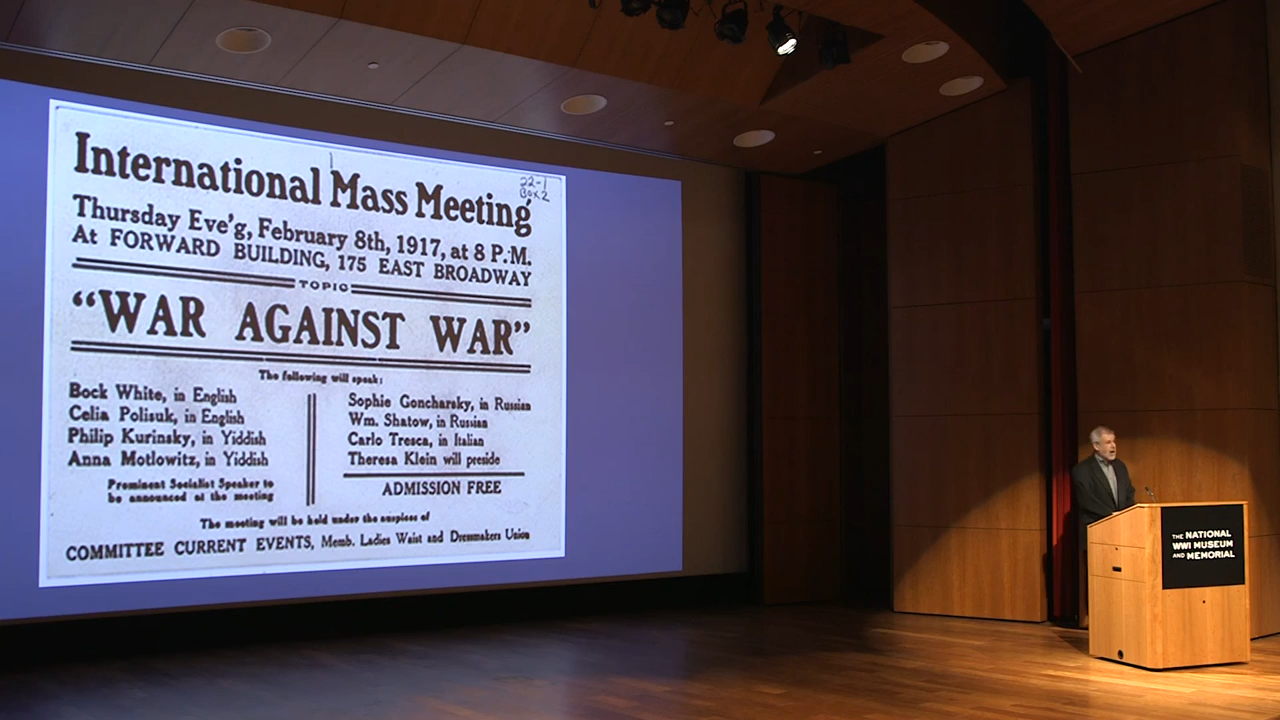 International Mass Meeting
22-1
Box 2
Thursday Eve'g, February 8th, 1917, at 8 P.M.
At FORWARD BUILDING, 175 EAST BROADWAY
TOPIC
"WAR AGAINST WAR"
The following will speak:
Bock White, in English
Celia Polisuk, in English
Philip Kurinsky, in Yiddish
Anna Motlowitz, in Yiddish
Prominent Socialist Speaker to
be announced at the meeting
Sophie Goncharsky, in Russian
Wm. Shatow, in Russian
Carlo Tresca, in Italian
Theresa Klein will preside
ADMISSION FREE
The meeting will be held under the auspices of
COMMITTEE CURRENT EVENTS, Memb. Ladies Waist and Dressmakers Union
THE NATIONAL
WWI MUSEUM
AND MEMORIAL